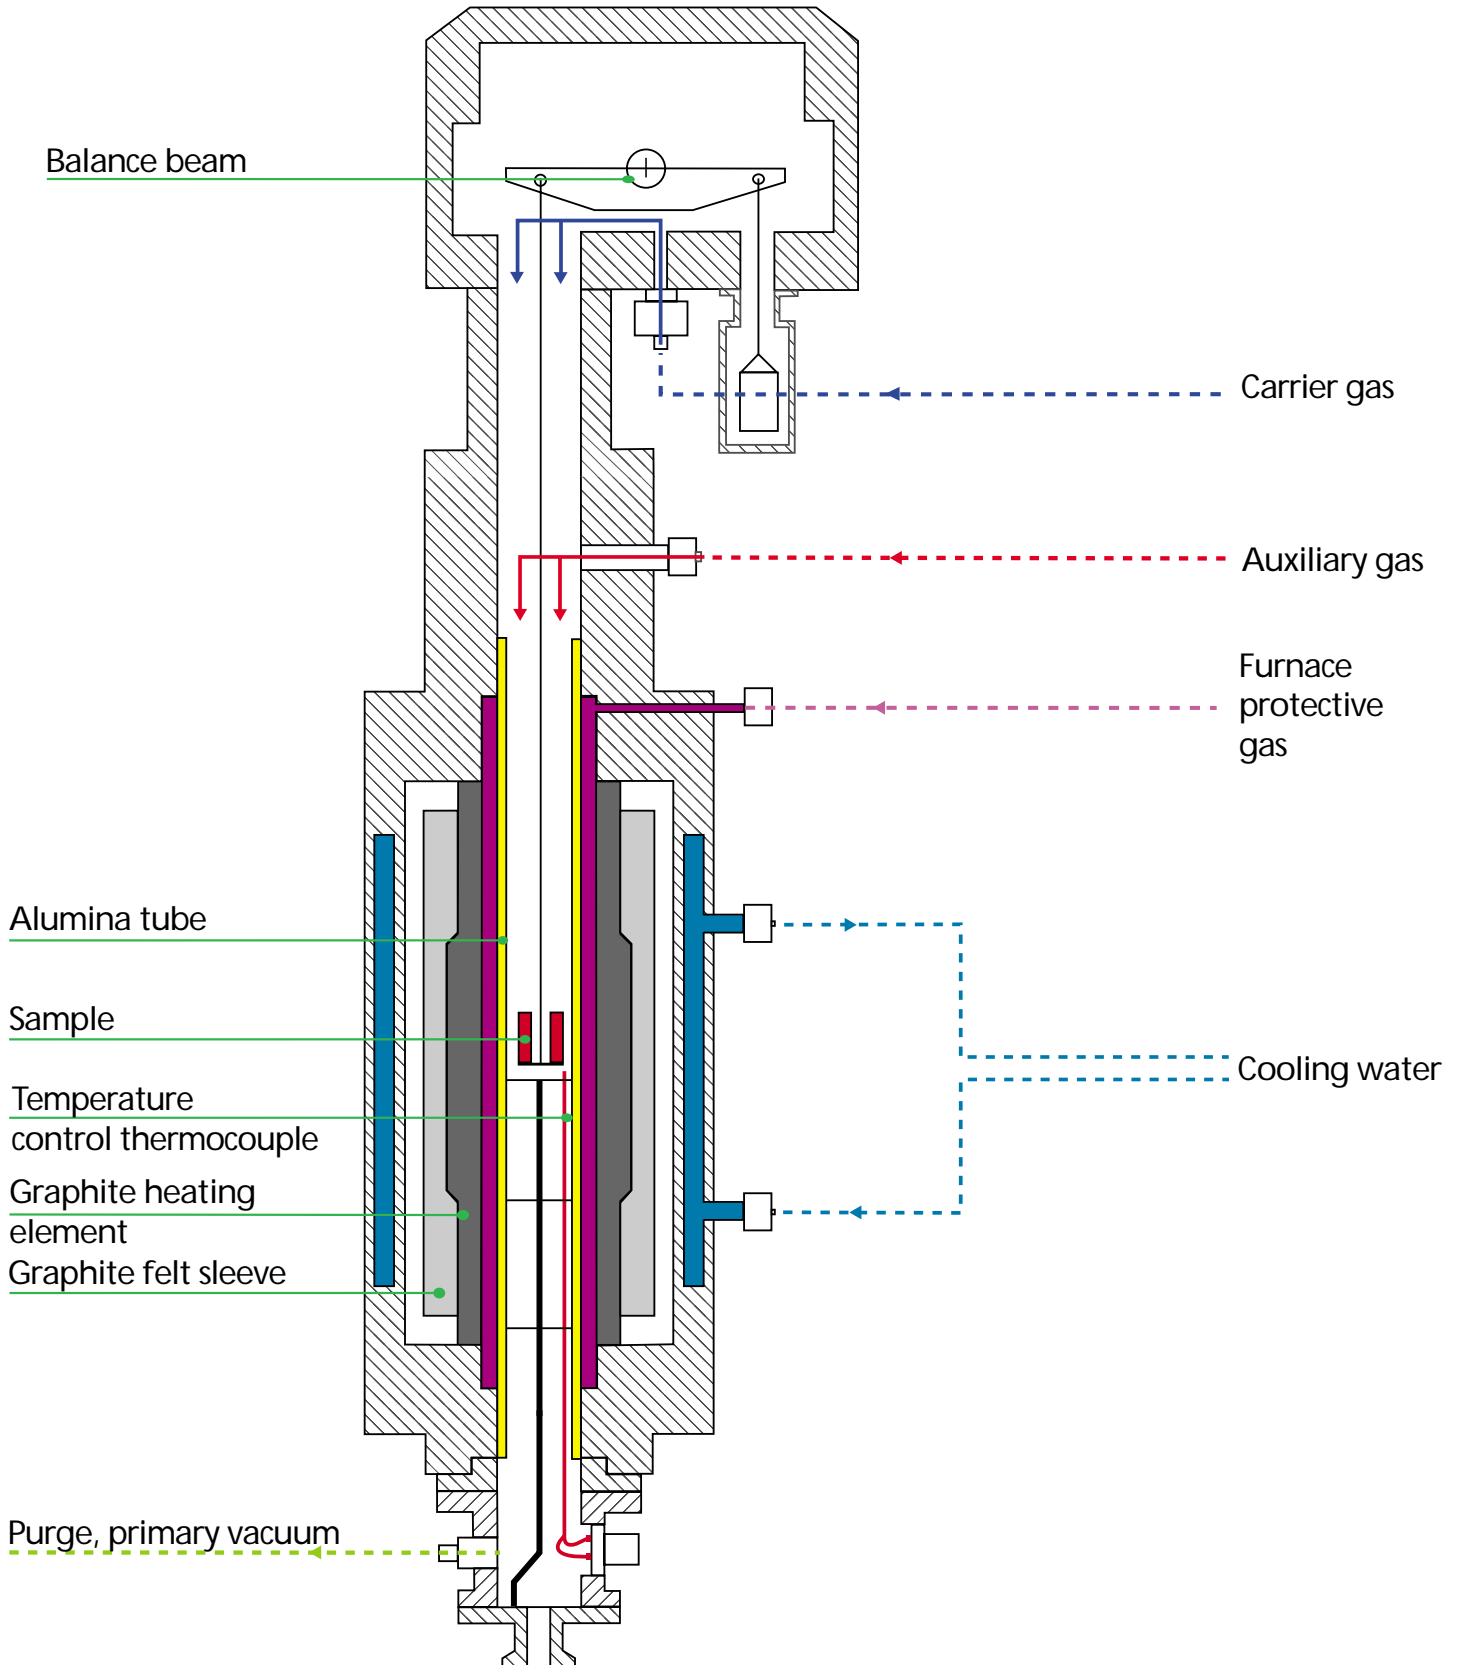 Balance beam
Carrier gas
Auxiliary gas
Furnace
protective
gas
Alumina tube
Sample
Temperature
control thermocouple
Cooling water
Graphite heating
element
Graphite felt sleeve
Purge, primary vacuum